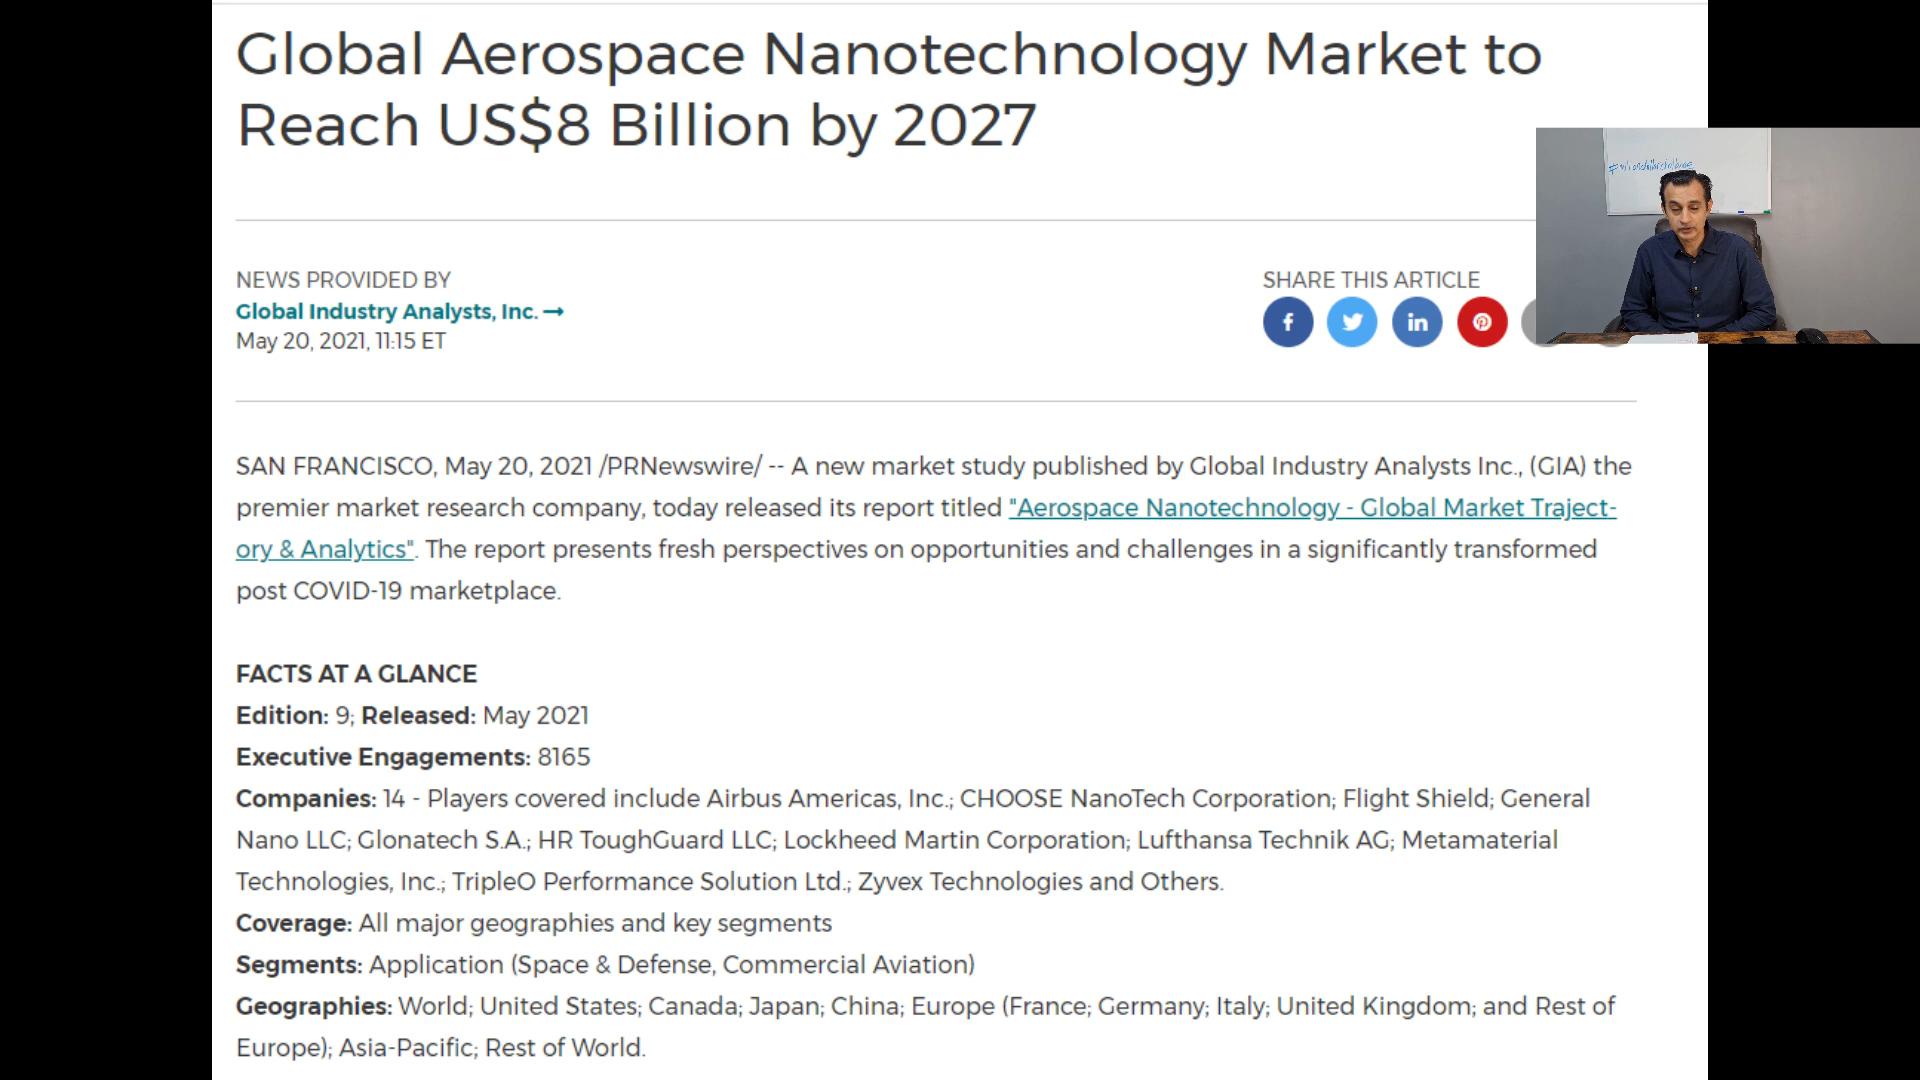 Global Aerospace Nanotechnology Market to
Reach US$8 Billion by 2027
NEWS PROVIDED BY
Global Industry Analysts, Inc.
May 20, 2021, 11:15 ET
SHARE THIS ARTICLE
SAN FRANCISCO, May 20, 2021 /PRNewswire/ -- A new market study published by Global Industry Analysts Inc., (GIA) the
premier market research company, today released its report titled "Aerospace Nanotechnology - Global Market Traject-
ory & Analytics". The report presents fresh perspectives on opportunities and challenges in a significantly transformed
post COVID-19 marketplace.
FACTS AT A GLANCE
Edition: 9; Released: May 2021
Executive Engagements: 8165
Companies: 14 - Players covered include Airbus Americas, Inc.; CHOOSE NanoTech Corporation; Flight Shield; General
Nano LLC; Glonatech S.A.; HR ToughGuard LLC; Lockheed Martin Corporation; Lufthansa Technik AG; Metamaterial
Technologies, Inc.; TripleO Performance Solution Ltd.; Zyvex Technologies and Others.
Coverage: All major geographies and key segments
Segments: Application (Space & Defense, Commercial Aviation)
Geographies: World; United States; Canada; Japan; China; Europe (France; Germany; Italy; United Kingdom; and Rest of
Europe); Asia-Pacific; Rest of World.